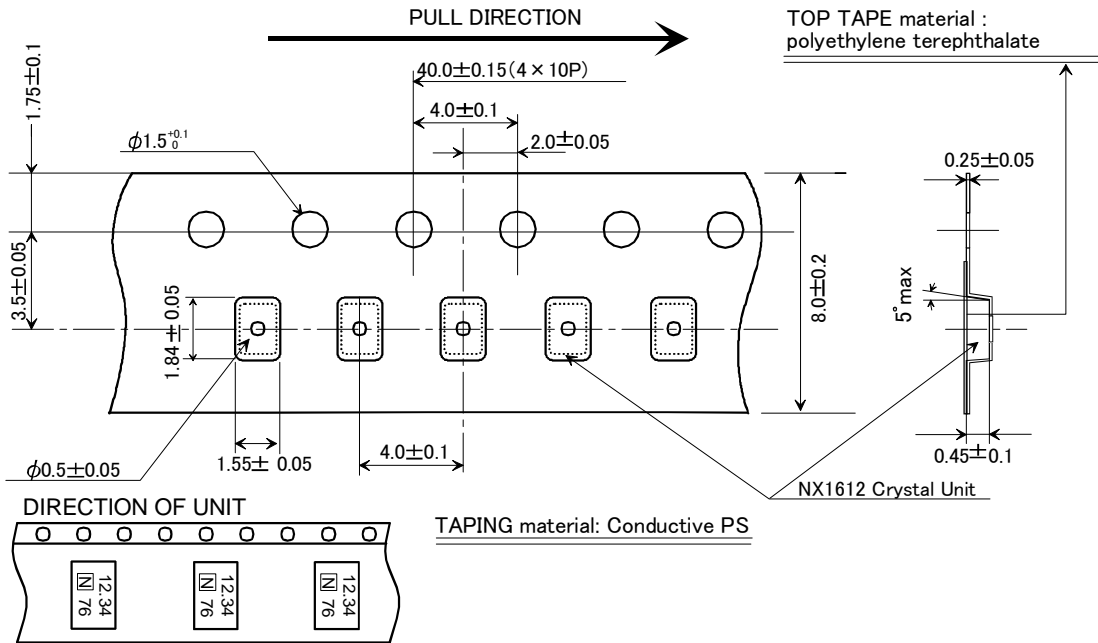 PULL DIRECTION
TOP TAPE material :
polyethylene terephthalate
40.0±0.15(4×10P)
1.75±0.1
4.0±0.1
φ1.5 +0.1 0
2.0±0.05
0.25±0.05
3.5±0.05
8.0±0.2
5°max
1.84±0.05
φ0.5±0.05
1.55± 0.05
4.0±0.1
0.45±0.1
NX1612 Crystal Unit
DIRECTION OF UNIT
TAPING material: Conductive PS
12.34
N 76
12.34
N 76
12.34
N 76